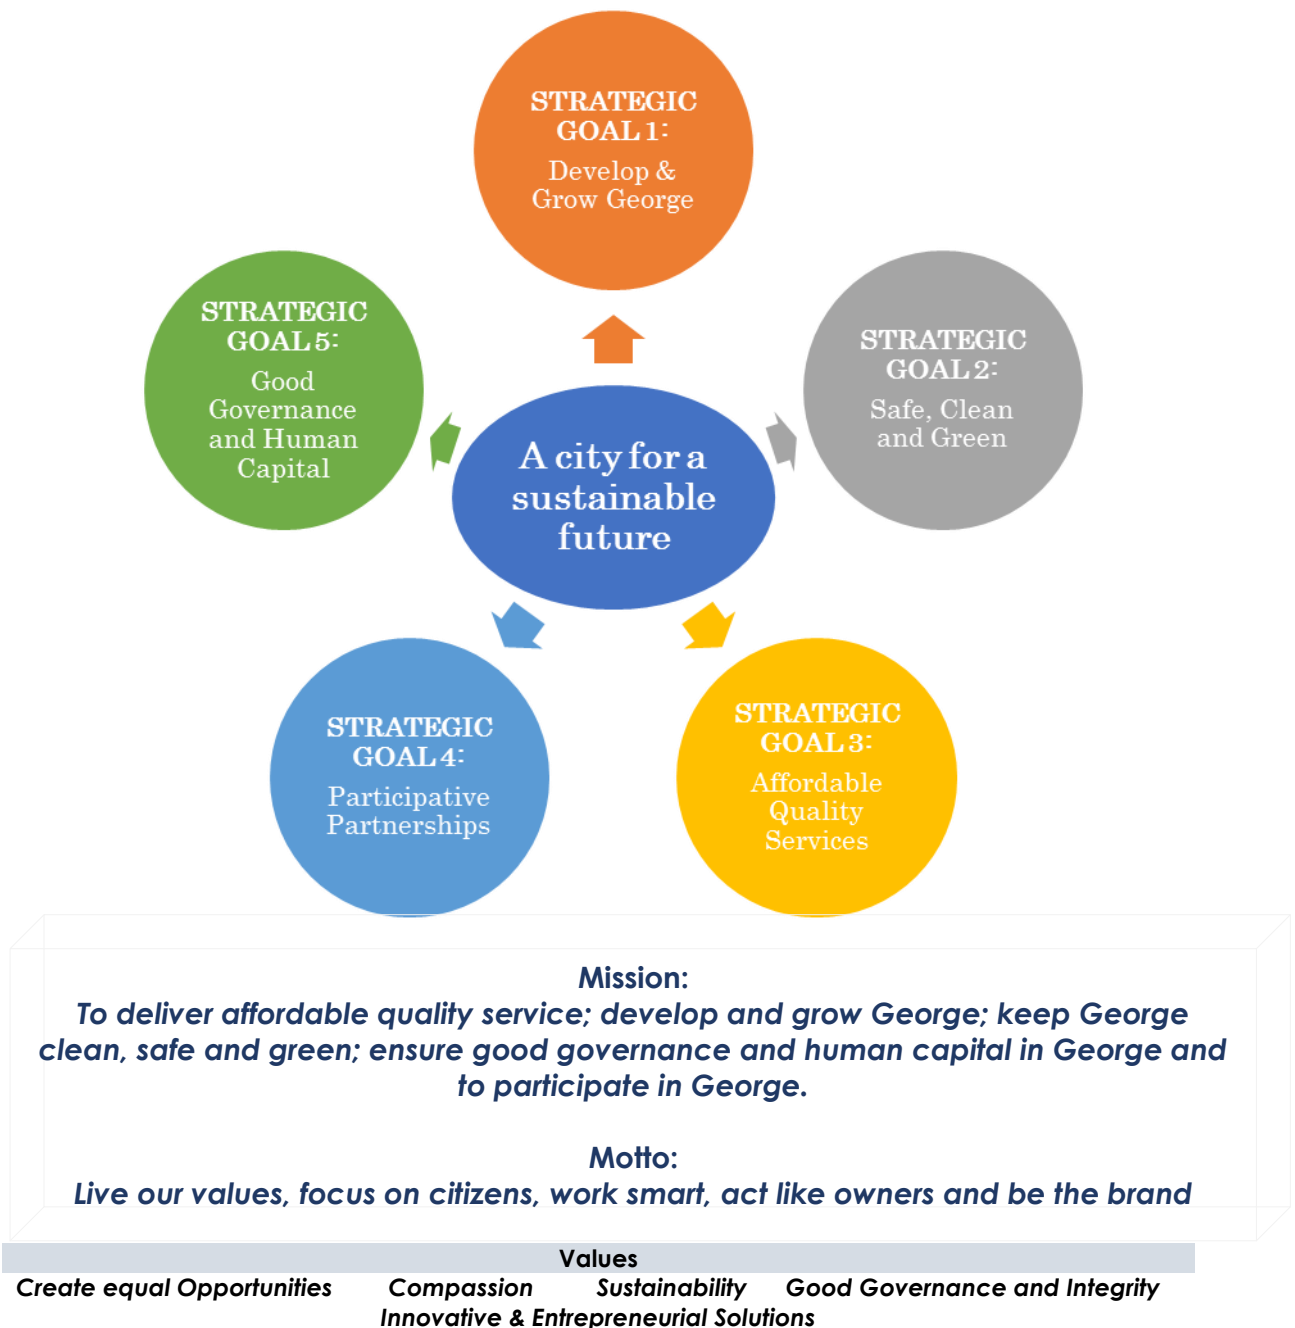 STRATEGIC
GOAL 1:
Develop &
Grow George
STRATEGIC
GOAL 2:
Safe, Clean
and Green
STRATEGIC
GOAL 3:
Affordable
Quality
Services
STRATEGIC
GOAL 4:
Participative
Partnerships
STRATEGIC
GOAL 5:
Good
Governance
and Human
Capital
A city for a
sustainable
future
Mission:
To deliver affordable quality service; develop and grow George; keep George
clean, safe and green; ensure good governance and human capital in George and
to participate in George.
Motto:
Live our values, focus on citizens, work smart, act like owners and be the brand
Values
Create equal Opportunities Compassion Sustainability Good Governance and Integrity
Innovative & Entrepreneurial Solutions